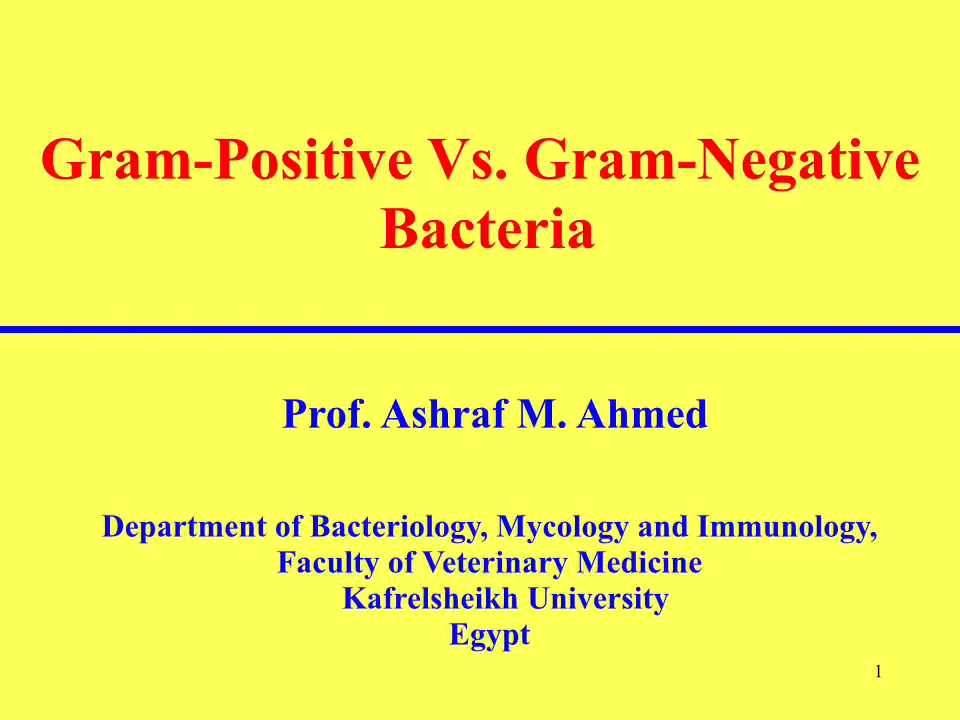 Gram-Positive Vs. Gram-Negative
Bacteria
Prof. Ashraf M. Ahmed
Department of Bacteriology, Mycology and Immunology,
Faculty of Veterinary Medicine
Kafrelsheikh University
Egypt
1